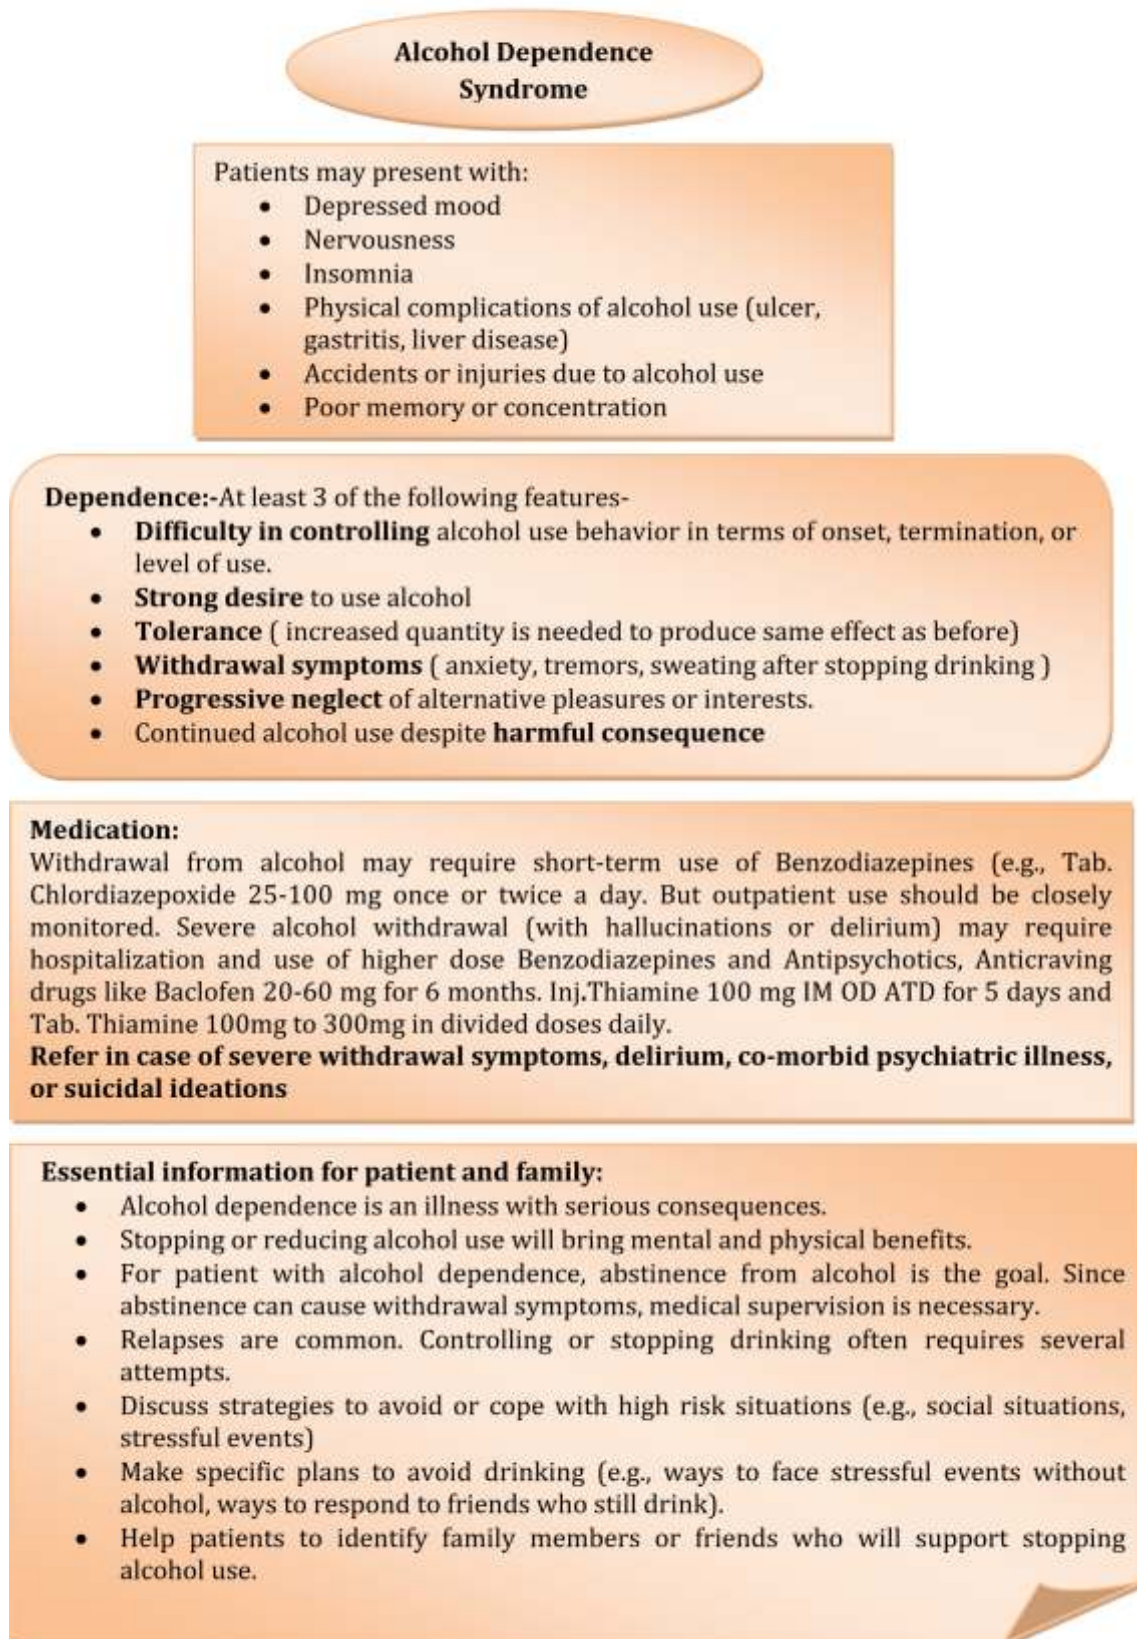 Alcohol Dependence
Syndrome
Patients may present with:
• Depressed mood
• Nervousness
• Insomnia
• Physical complications of alcohol use (ulcer,
gastritis, liver disease)
• Accidents or injuries due to alcohol use
• Poor memory or concentration
Dependence:-At least 3 of the following features-
• Difficulty in controlling alcohol use behavior in terms of onset, termination, or
level of use.
• Strong desire to use alcohol
• Tolerance ( increased quantity is needed to produce same effect as before)
• Withdrawal symptoms ( anxiety, tremors, sweating after stopping drinking )
• Progressive neglect of alternative pleasures or interests.
• Continued alcohol use despite harmful consequence
Medication:
Withdrawal from alcohol may require short-term use of Benzodiazepines (e.g., Tab.
Chlordiazepoxide 25-100 mg once or twice a day. But outpatient use should be closely
monitored. Severe alcohol withdrawal (with hallucinations or delirium) may require
hospitalization and use of higher dose Benzodiazepines and Antipsychotics, Anticraving
drugs like Baclofen 20-60 mg for 6 months. Inj.Thiamine 100 mg IM OD ATD for 5 days and
Tab. Thiamine 100mg to 300mg in divided doses daily.
Refer in case of severe withdrawal symptoms, delirium, co-morbid psychiatric illness,
or suicidal ideations
Essential information for patient and family:
• Alcohol dependence is an illness with serious consequences.
• Stopping or reducing alcohol use will bring mental and physical benefits.
• For patient with alcohol dependence, abstinence from alcohol is the goal. Since
abstinence can cause withdrawal symptoms, medical supervision is necessary.
• Relapses are common. Controlling or stopping drinking often requires several
attempts.
• Discuss strategies to avoid or cope with high risk situations (e.g., social situations,
stressful events)
• Make specific plans to avoid drinking (e.g., ways to face stressful events without
alcohol, ways to respond to friends who still drink).
• Help patients to identify family members or friends who will support stopping
alcohol use.